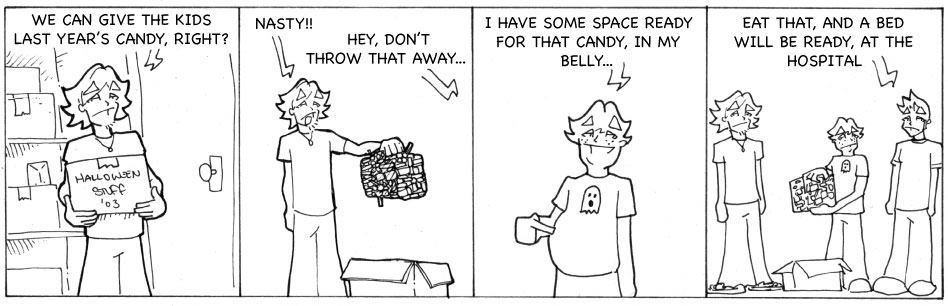 WE CAN GIVE THE KIDS
LAST YEAR'S CANDY, RIGHT?
HALLOWEEN
STUFF
'03
NASTY!!
HEY, DON'T
THROW THAT AWAY...
I HAVE SOME SPACE READY
FOR THAT CANDY, IN MY
BELLY...
EAT THAT, AND A BED
WILL BE READY, AT THE
HOSPITAL